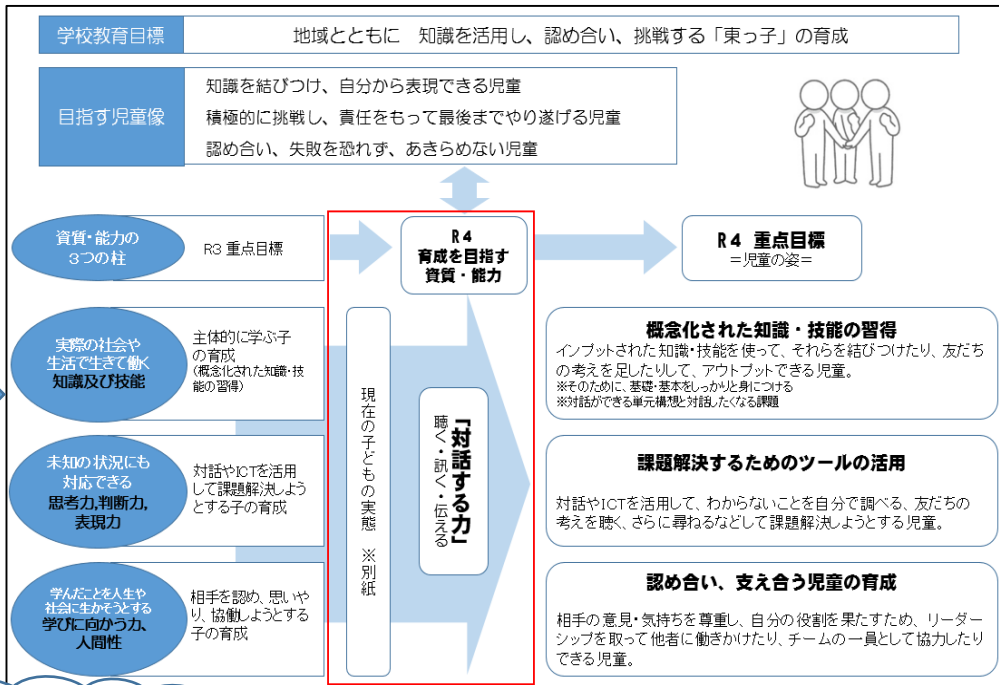 学校教育目標
地域とともに　知識を活用し、認め合い、挑戦する「東っ子」の育成
目指す児童像
知識を結びつけ、自分から表現できる児童
積極的に挑戦し、責任をもって最後までやり遂げる児童
認め合い、失敗を恐れず、あきらめない児童
資質・能力の
3つの柱
R3 重点目標
R4
育成を目指す
資質・能力
R4 重点目標
=児童の姿=
実際の社会や
生活で生きて働く
知識及び技能
主体的に学ぶ子
の育成
(概念化された知識・技
能の習得)
現在の子どもの実態　※別紙
「対話する力」
聴く・訊く・伝える
概念化された知識・技能の習得
インプットされた知識・技能を使って、それらを結びつけたり、友だち
の考えを足したりして、アウトプットできる児童。
※そのために、基礎・基本をしっかりと身につける
※対話ができる単元構想と対話したくなる課題
未知の状況にも
対応できる
思考力,判断力,
表現力
対話やICTを活用
して課題解決しよう
とする子の育成
課題解決するためのツールの活用
対話やICTを活用して、わからないことを自分で調べる、友だちの
考えを聴く、さらに尋ねるなどして課題解決しようとする児童。
学んだことを人生や
社会に生かそうとする
学びに向かう力、
人間性
相手を認め、思いや
り、協働しようとする
子の育成
認め合い、支え合う児童の育成
相手の意見・気持ちを尊重し、自分の役割を果たすため、リーダー
シップを取って他者に働きかけたり、チームの一員として協力したり
できる児童。